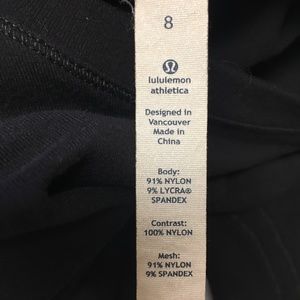 8
lululemon
athletica
Designed in
Vancouver
Made in
China
Body:
91% NYLON
9% LYCRA®
SPANDEX
Contrast:
100% NYLON
Mesh:
91% NYLON
9% SPANDEX